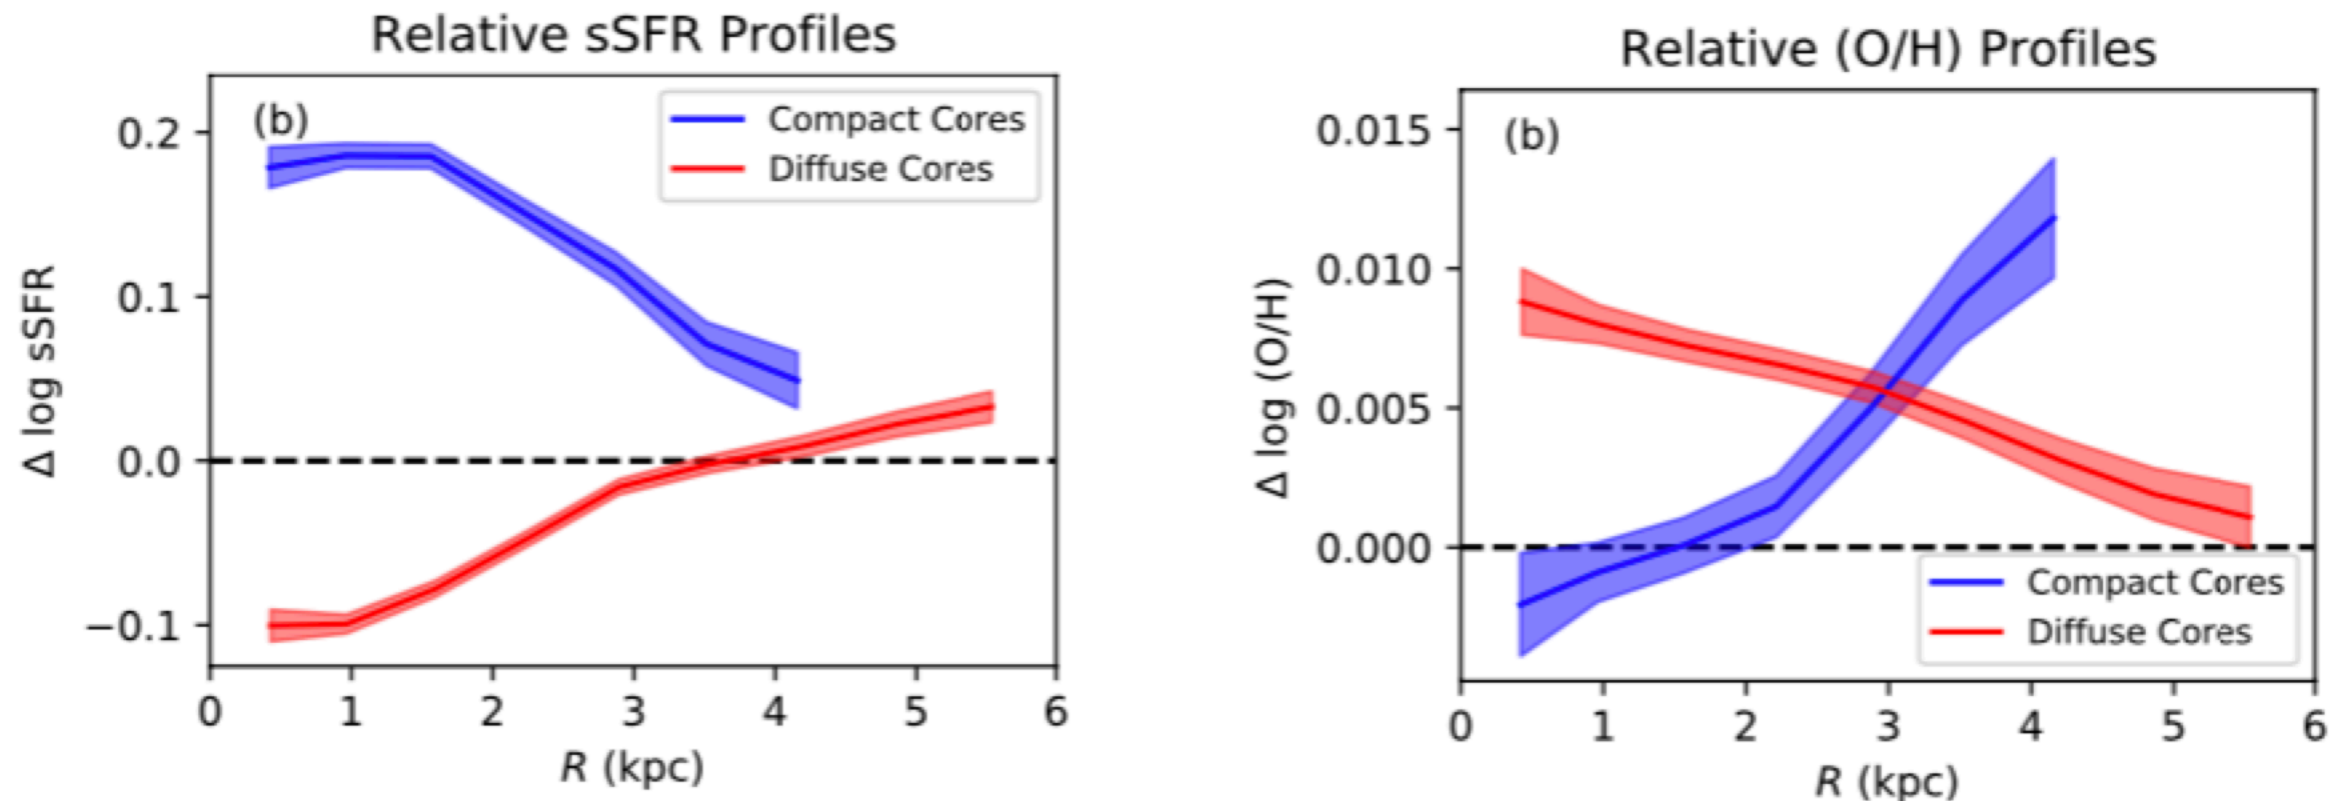 Relative sSFR Profiles
(b)
Compact Cores
Diffuse Cores
0.2
0.1
0.0
−0.1
Δ log sSFR
0 1 2 3 4 5 6
R (kpc)
Relative (O/H) Profiles
(b)
0.015
0.010
0.005
0.000
Δ log (O/H)
Compact Cores
Diffuse Cores
0 1 2 3 4 5 6
R (kpc)